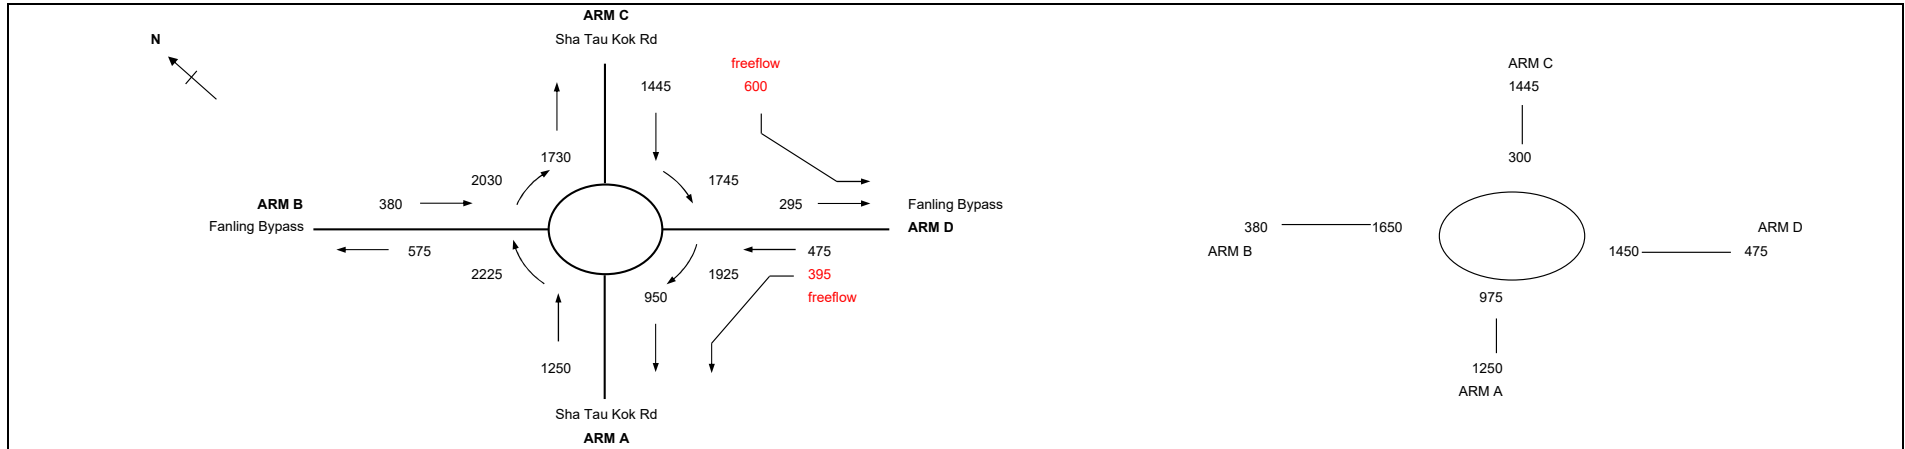 ARM C
Sha Tau Kok Rd
N
freeflow
1445
600
1730
2030
1745
ARM B
380
295
Fanling Bypass
Fanling Bypass
ARM D
575
475
2225
1925
395
950
freeflow
1250
Sha Tau Kok Rd
ARM A
ARM C
1445
300
380
1650
ARM D
ARM B
1450
475
975
1250
ARM A